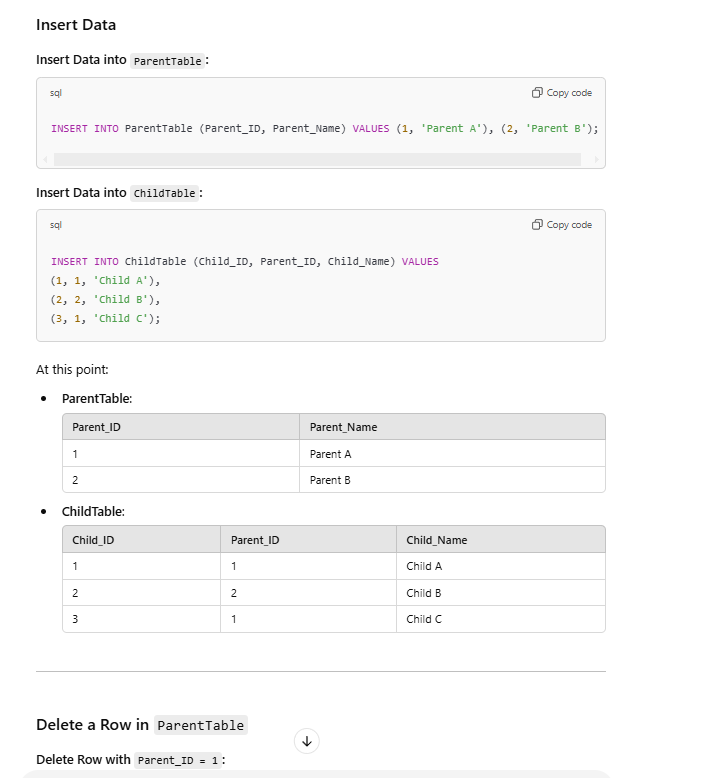 Insert Data
Insert Data into ParentTable:
sql
Copy code
INSERT INTO ParentTable (Parent_ID, Parent_Name) VALUES (1, 'Parent A'), (2, 'Parent B');
Insert Data into ChildTable:
sql
Copy code
INSERT INTO ChildTable (Child_ID, Parent_ID, Child_Name) VALUES
(1, 1, 'Child A'),
(2, 2, 'Child B'),
(3, 1, 'Child C');
At this point:
• ParentTable:
Parent_ID Parent_Name
1 Parent A
2 Parent B
• ChildTable:
Child_ID Parent_ID Child_Name
1 1 Child A
2 2 Child B
3 1 Child C
Delete a Row in ParentTable
Delete Row with Parent_ID = 1: